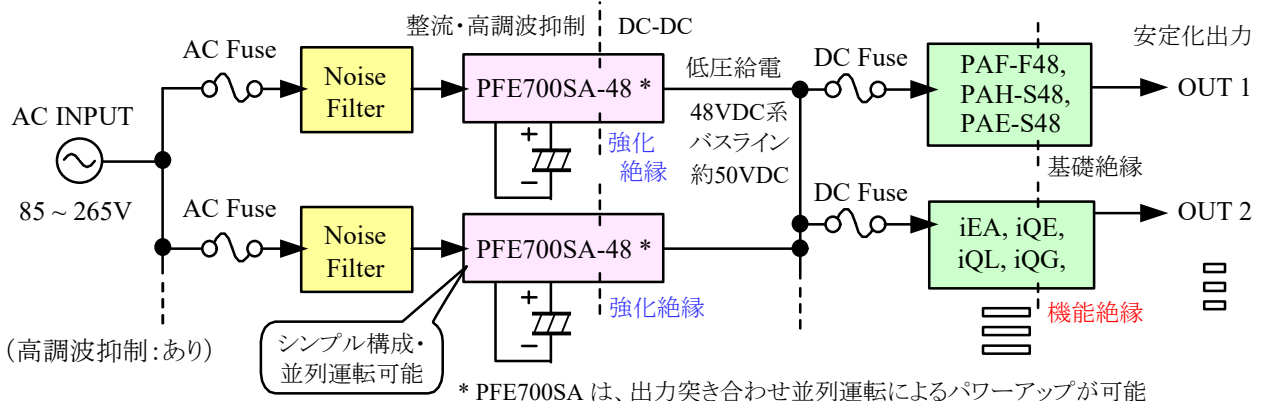 整流・高調波抑制
DC-DC
安定化出力
AC Fuse
Noise
Filter
PFE700SA-48 *
低圧給電
DC Fuse
PAF-F48,
PAH-S48,
PAE-S48
OUT 1
AC INPUT
85 ~ 265V
+
−
強化
絶縁
48VDC系
バスライン
約50VDC
基礎絶縁
AC Fuse
Noise
Filter
PFE700SA-48 *
DC Fuse
iEA, iQE,
iQL, iQG,
OUT 2
+
−
強化絶縁
機能絶縁
(高調波抑制:あり)
シンプル構成・
並列運転可能
* PFE700SA は、出力突き合わせ並列運転によるパワーアップが可能